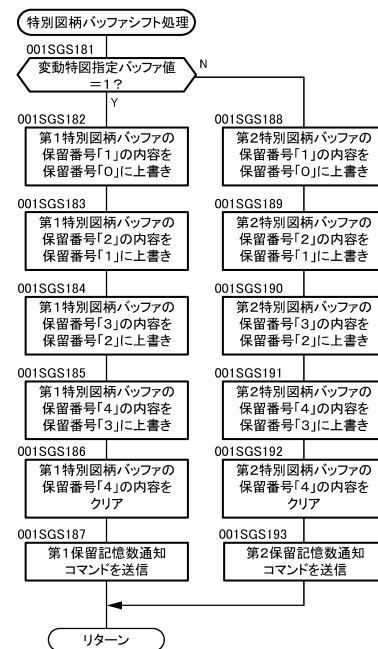 特別図柄バッファシフト処理
001SGS181
変動特図指定バッファ値
＝1？
N
Y
001SGS182
第1特別図柄バッファの
保留番号「1」の内容を
保留番号「0」に上書き
001SGS183
第1特別図柄バッファの
保留番号「2」の内容を
保留番号「1」に上書き
001SGS184
第1特別図柄バッファの
保留番号「3」の内容を
保留番号「2」に上書き
001SGS185
第1特別図柄バッファの
保留番号「4」の内容を
保留番号「3」に上書き
001SGS186
第1特別図柄バッファの
保留番号「4」の内容を
クリア
001SGS187
第1保留記憶数通知
コマンドを送信
001SGS188
第2特別図柄バッファの
保留番号「1」の内容を
保留番号「0」に上書き
001SGS189
第2特別図柄バッファの
保留番号「2」の内容を
保留番号「1」に上書き
001SGS190
第2特別図柄バッファの
保留番号「3」の内容を
保留番号「2」に上書き
001SGS191
第2特別図柄バッファの
保留番号「4」の内容を
保留番号「3」に上書き
001SGS192
第2特別図柄バッファの
保留番号「4」の内容を
クリア
001SGS193
第2保留記憶数通知
コマンドを送信
リターン